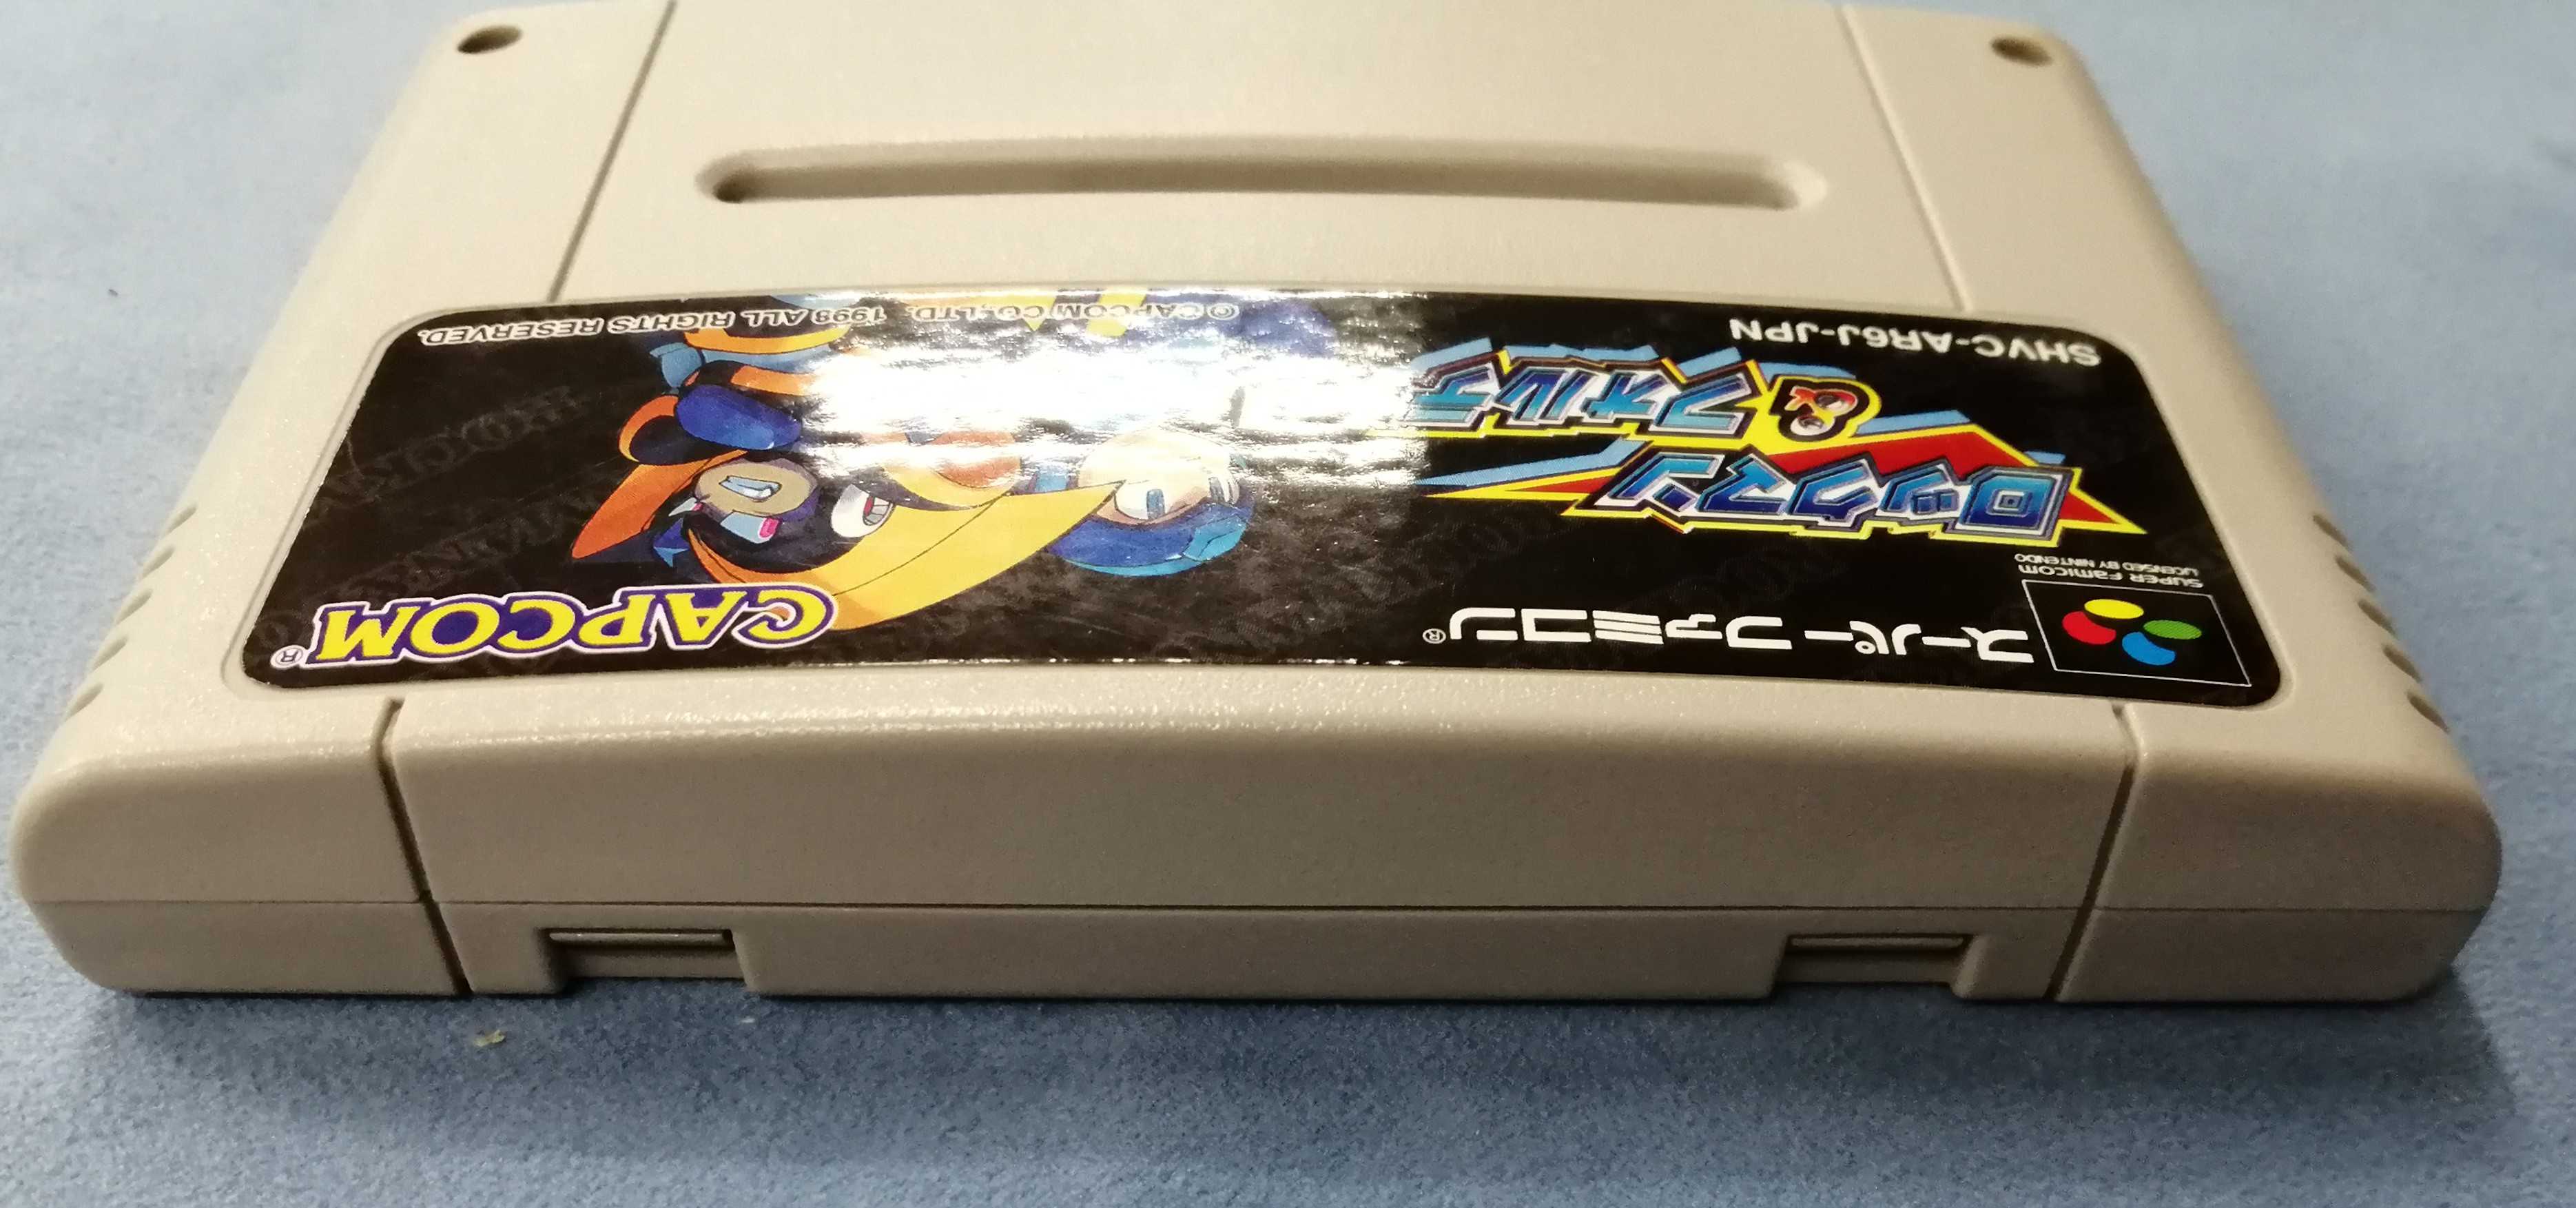 スーパーファミコン®
SUPER FAMICOM
LICENSED BY NINTENDO
ロックマン
&フォルテ
SHVC-AR6J-JPN
CAPCOM®
© CAPCOM CO.,LTD. 1998 ALL RIGHTS RESERVED.